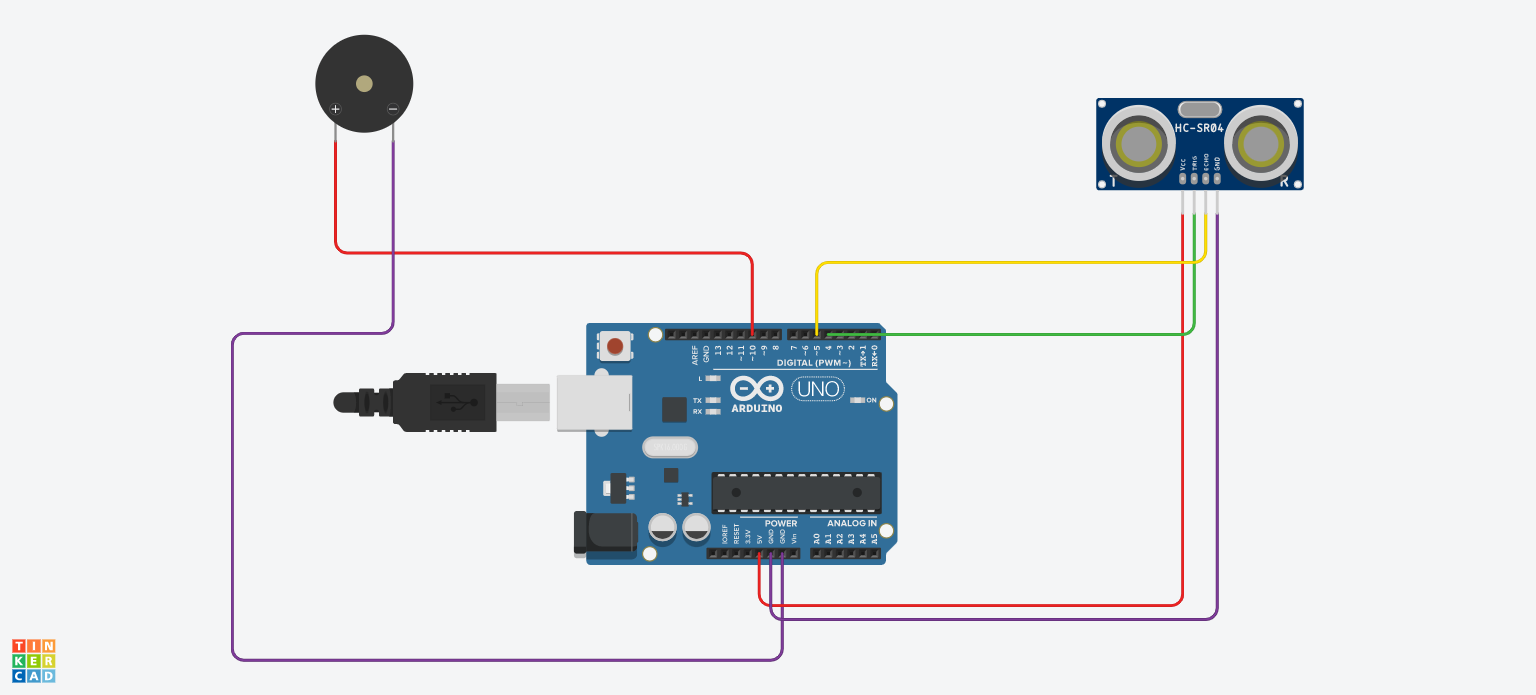 + −
HC-SR04
VCC
TRIG
ECHO
GND
T R
AREF
GND
13
12
~11
~10
~9
8
7
~6
~5
4
~3
2
TX→1
RX←0
DIGITAL (PWM~)
L
TX
RX
ON
UNO
ARDUINO
POWER
ANALOG IN
IOREF
RESET
3.3V
5V
GND
GND
Vin
A0
A1
A2
A3
A4
A5
TIN
KER
CAD